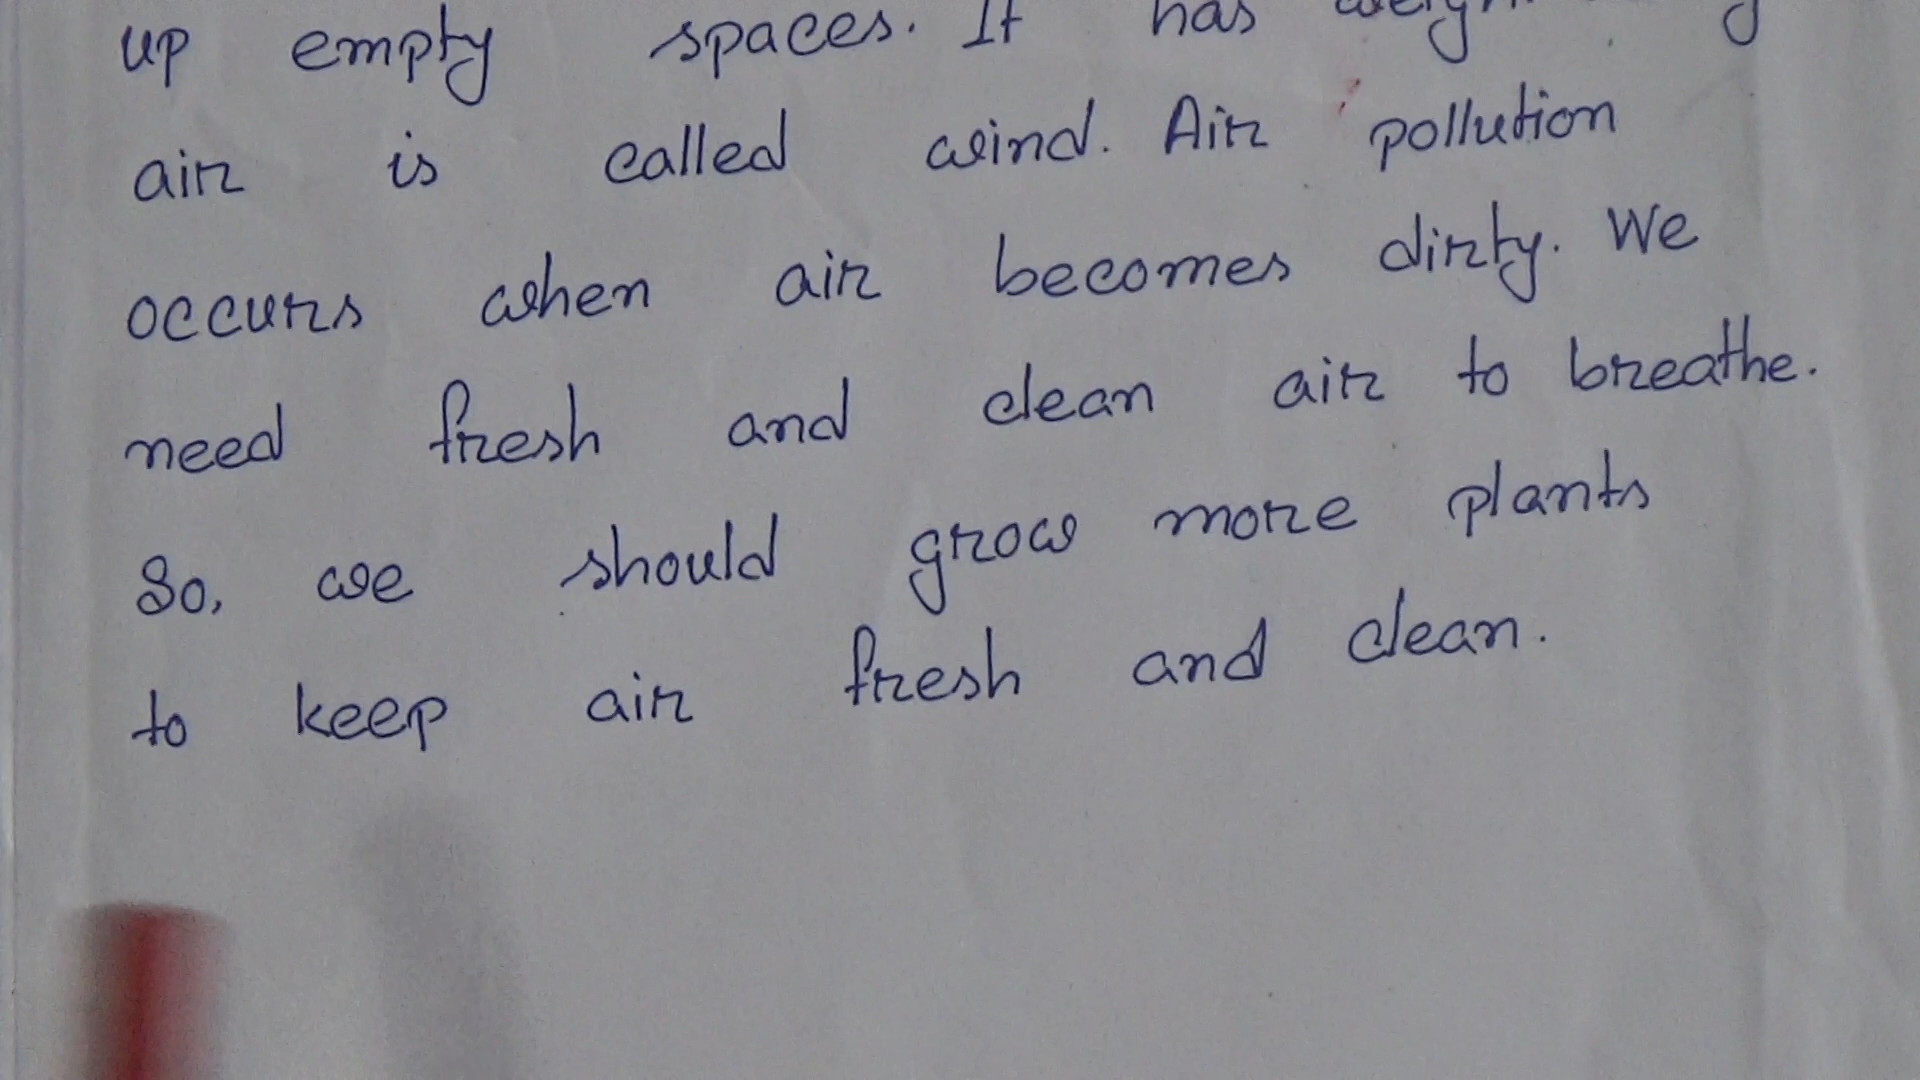 up empty spaces. It has
air is called wind. Air pollution
occurs when air becomes dirty. We
need fresh and clean air to breathe.
So, we should grow more plants
to keep air fresh and clean.